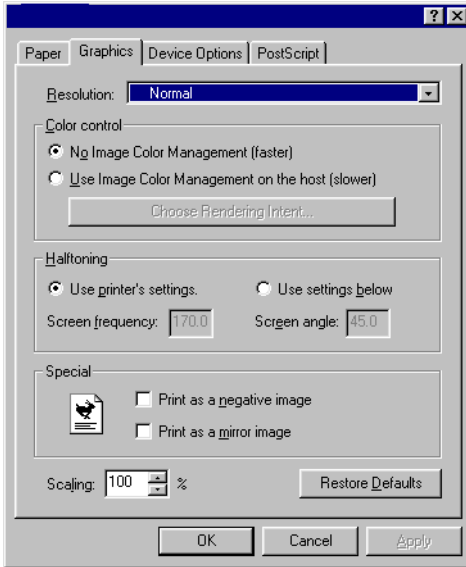 ? X
Paper Graphics Device Options PostScript
Resolution: Normal
Color control
No Image Color Management (faster)
Use Image Color Management on the host (slower)
Choose Rendering Intent...
Halftoning
Use printer's settings. Use settings below
Screen frequency: 170.0 Screen angle: 45.0
Special
Print as a negative image
Print as a mirror image
Scaling: 100 % Restore Defaults
OK Cancel Apply